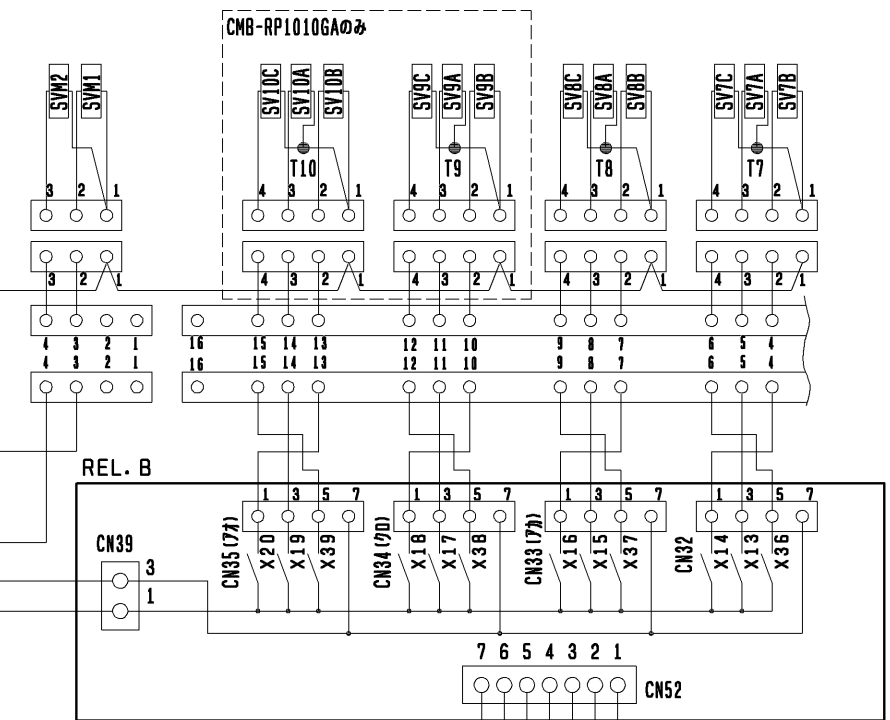 CMB-RP1010GAのみ
SVM2 SVM1 SV10C SV10A SV10B SV9C SV9A SV9B SV8C SV8A SV8B SV7C SV7A SV7B
T10 T9 T8 T7
3 2 1 4 3 2 1 4 3 2 1 4 3 2 1 4 3 2 1
3 2 1 4 3 2 1 4 3 2 1 4 3 2 1 4 3 2 1
4 3 2 1 16 15 14 13 12 11 10 9 8 7 6 5 4
4 3 2 1 16 15 14 13 12 11 10 9 8 7 6 5 4
REL. B
1 3 5 7 1 3 5 7 1 3 5 7 1 3 5 7
CN35(アオ) X20 X19 X39 CN34(クロ) X18 X17 X38 CN33(アカ) X16 X15 X37 CN32 X14 X13 X36
CN39
3
1
7 6 5 4 3 2 1
CN52